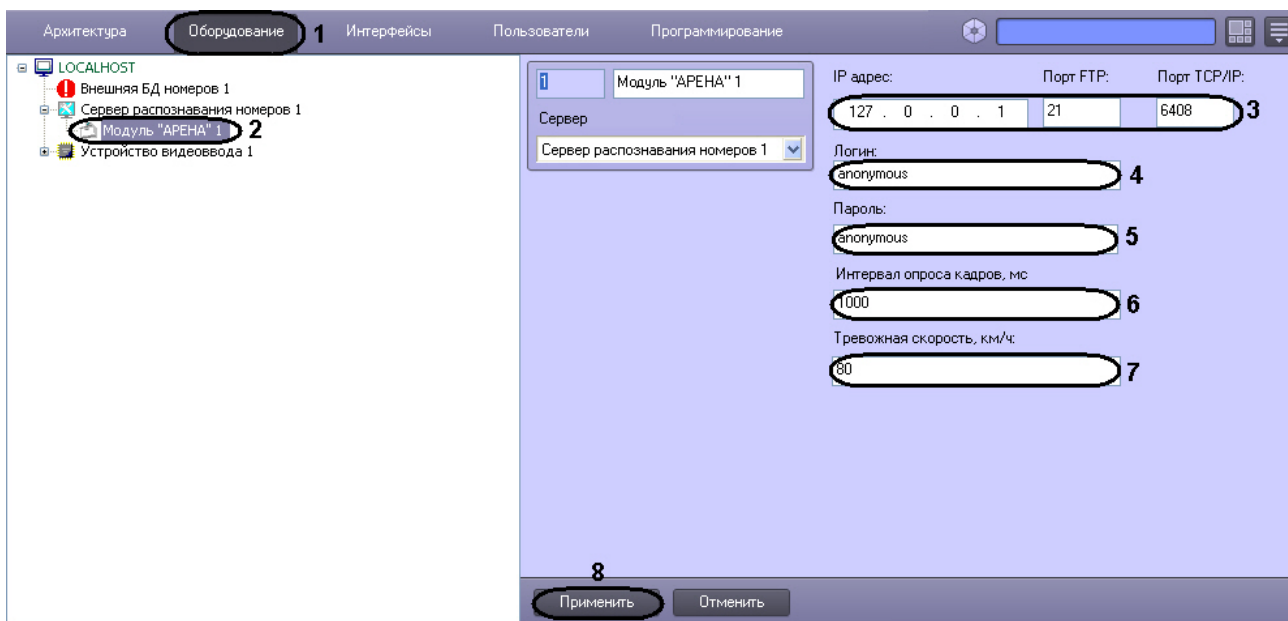 Архитектура Оборудование 1 Интерфейсы Пользователи Программирование
LOCALHOST
Внешняя БД номеров 1
Сервер распознавания номеров 1
Модуль "АРЕНА" 1 2
Устройство видеоввода 1
1 Модуль "АРЕНА" 1
Сервер
Сервер распознавания номеров 1
IP адрес: Порт FTP: Порт TCP/IP:
127 . 0 . 0 . 1 21 6408 3
Логин:
anonymous 4
Пароль:
anonymous 5
Интервал опроса кадров, мс
1000 6
Тревожная скорость, км/ч:
80 7
8
Применить Отменить